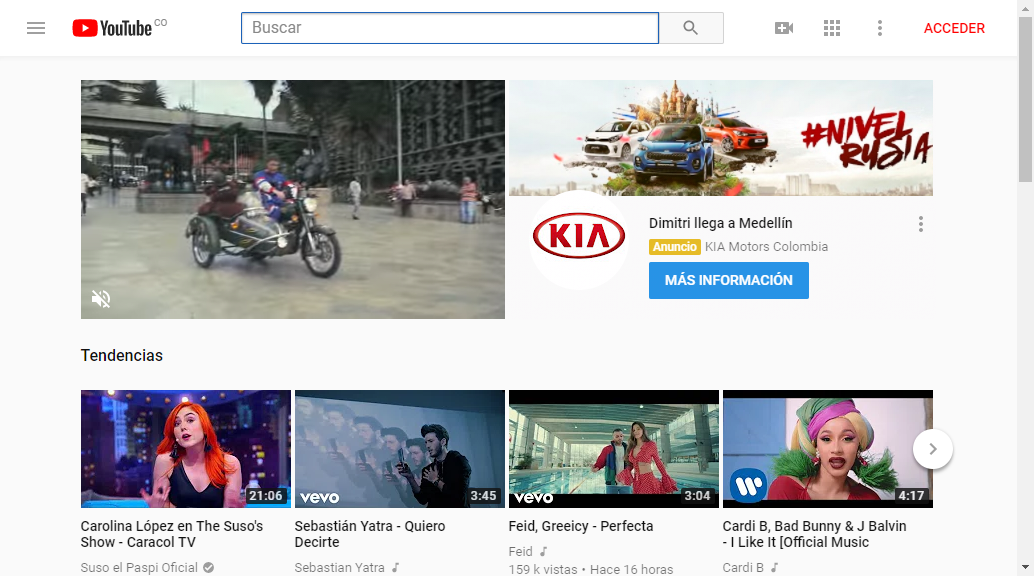 YouTube CO
Buscar
ACCEDER
#NIVEL
RUSIA
KIA
Dimitri llega a Medellín
Anuncio KIA Motors Colombia
MÁS INFORMACIÓN
Tendencias
21:06
vevo 3:45
vevo 3:04
W 4:17
Carolina López en The Suso's
Show - Caracol TV
Suso el Paspi Oficial
Sebastián Yatra - Quiero
Decirte
Sebastian Yatra
Feid, Greeicy - Perfecta
Feid
159 k vistas • Hace 16 horas
Cardi B, Bad Bunny & J Balvin
- I Like It [Official Music
Cardi B